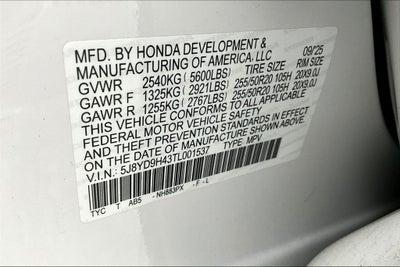 MFD. BY HONDA DEVELOPMENT & 09/25
MANUFACTURING OF AMERICA, LLC
TIRE SIZE RIM SIZE
GVWR 2540KG (5600LBS)
GAWR F 1325KG (2921LBS) 255/50R20 105H 20X9.0J
GAWR R 1255KG (2767LBS) 255/50R20 105H 20X9.0J
THIS VEHICLE CONFORMS TO ALL APPLICABLE
FEDERAL MOTOR VEHICLE SAFETY, BUMPER,
AND THEFT PREVENTION STANDARDS IN EFFECT
ON THE DATE OF MANUFACTURE SHOWN ABOVE.
V.I.N.: 5J8YD9H43TL001537 TYPE: MPV
TYC T AB5 - NH883PX - F - L